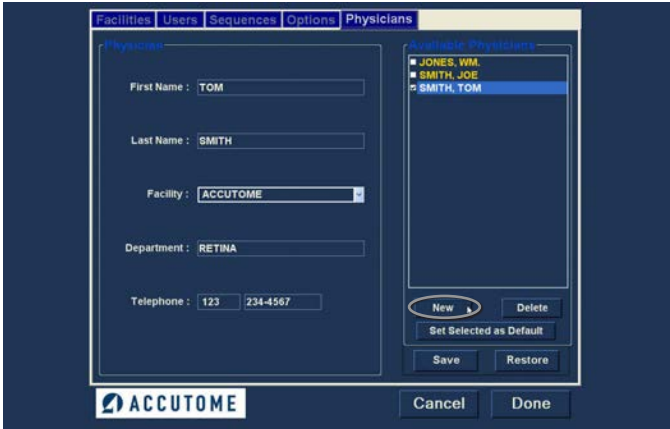 Facilities Users Sequences Options Physicians
Physician
First Name : TOM
Last Name : SMITH
Facility : ACCUTOME
Department : RETINA
Telephone : 123 234-4567
Available Physicians
JONES, WM.
SMITH, JOE
SMITH, TOM
New Delete
Set Selected as Default
Save Restore
ACCUTOME
Cancel Done